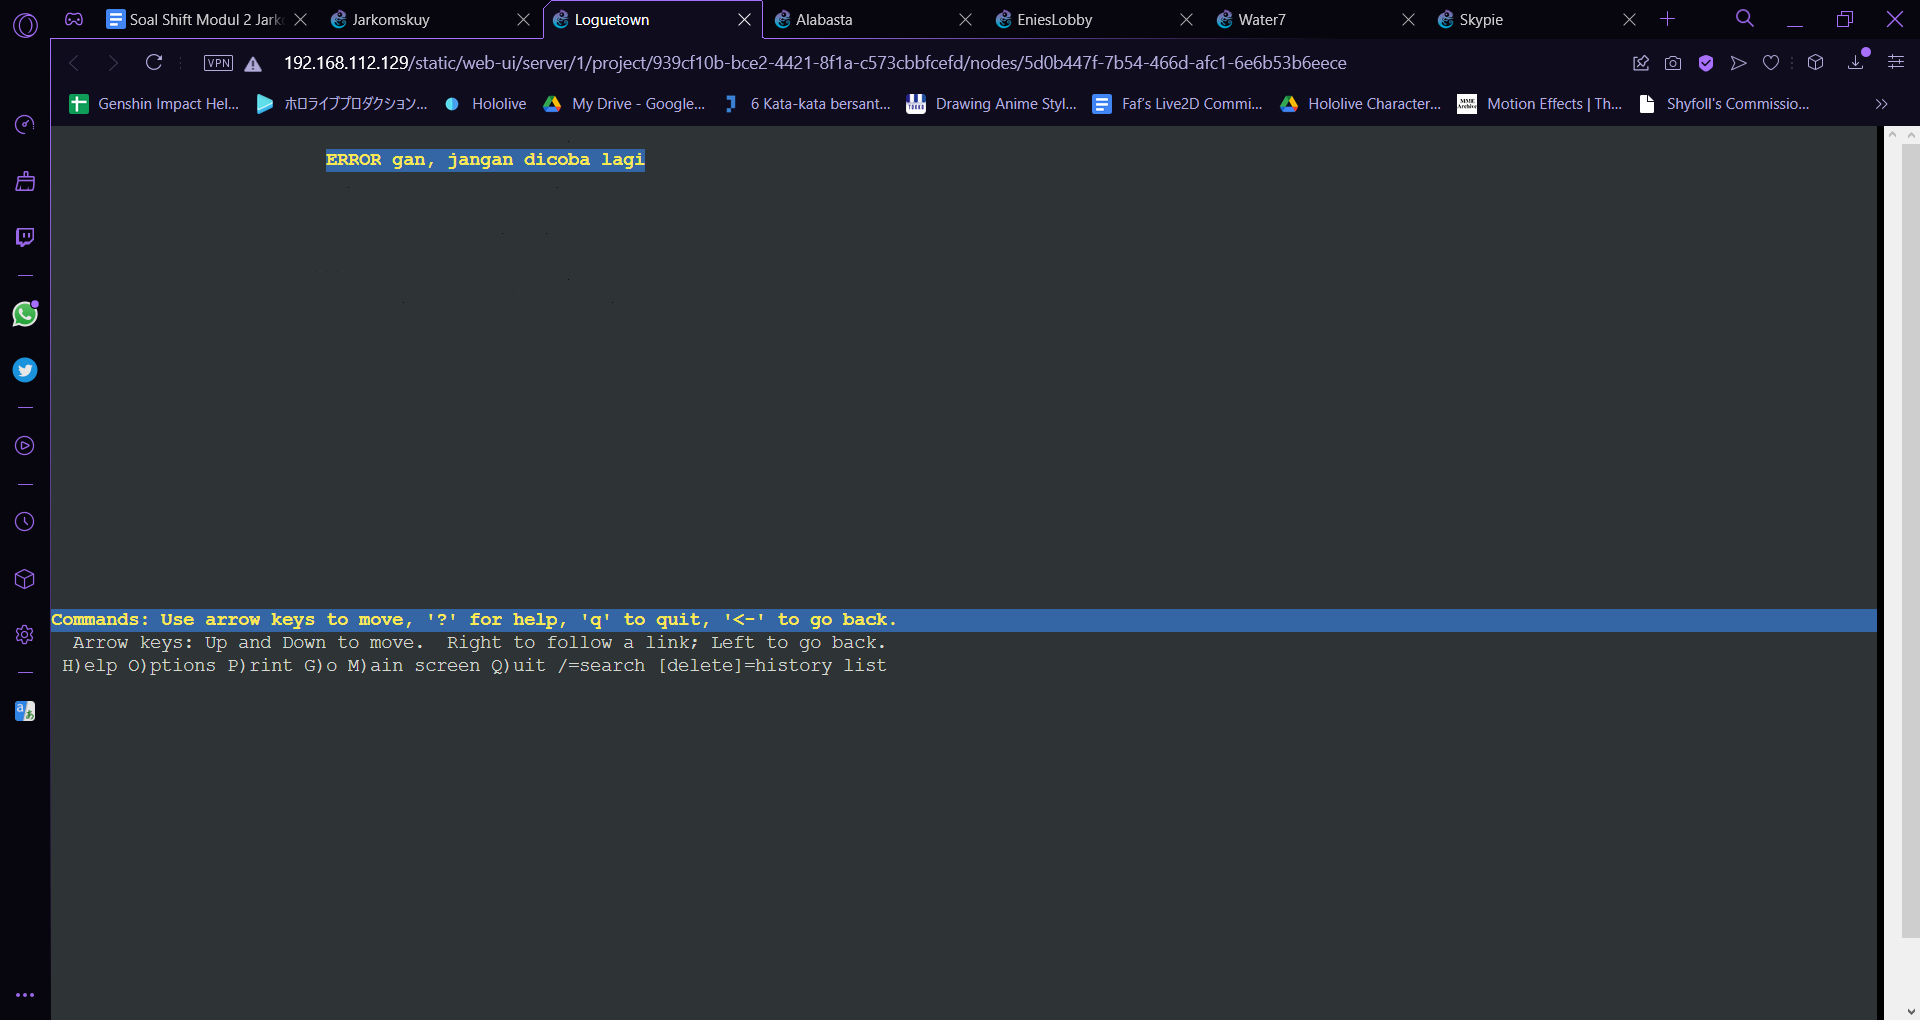 Soal Shift Modul 2 Jark
Jarkomskuy
Loguetown
Alabasta
EniesLobby
Water7
Skypie
VPN
192.168.112.129/static/web-ui/server/1/project/939cf10b-bce2-4421-8f1a-c573cbbfcefd/nodes/5d0b447f-7b54-466d-afc1-6e6b53b6eece
Genshin Impact Hel...
ホロライブプロダクション...
Hololive
My Drive - Google...
6 Kata-kata bersant...
Drawing Anime Styl...
Faf's Live2D Commi...
Hololive Character...
Motion Effects | Th...
Shyfoll's Commissio...
ERROR gan, jangan dicoba lagi
Commands: Use arrow keys to move, '?' for help, 'q' to quit, '<-' to go back.
Arrow keys: Up and Down to move.  Right to follow a link; Left to go back.
H)elp O)ptions P)rint G)o M)ain screen Q)uit /=search [delete]=history list